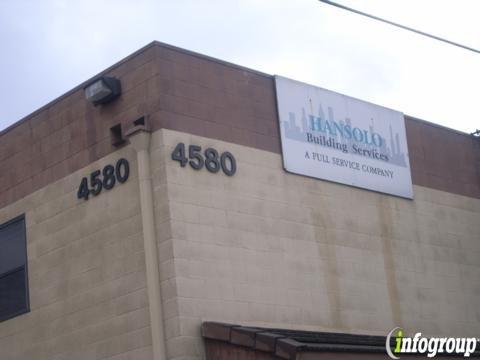 4580
4580
HANSOLO
Building Services
A FULL SERVICE COMPANY
infogroup